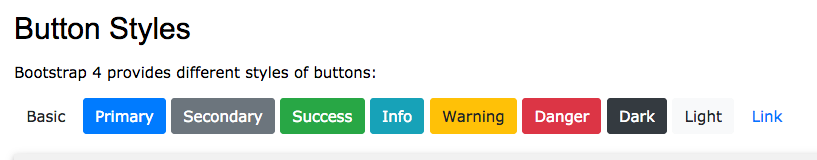 Button Styles
Bootstrap 4 provides different styles of buttons:
Basic Primary Secondary Success Info Warning Danger Dark Light Link